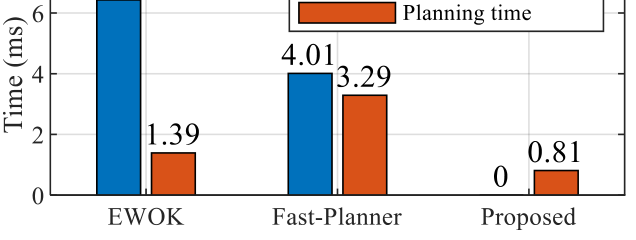 Time (ms)
6
4
2
0
Planning time
4.01
3.29
1.39
0
0.81
EWOK
Fast-Planner
Proposed